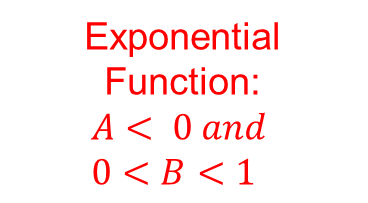 Exponential
Function:
A < 0 and
0 < B < 1